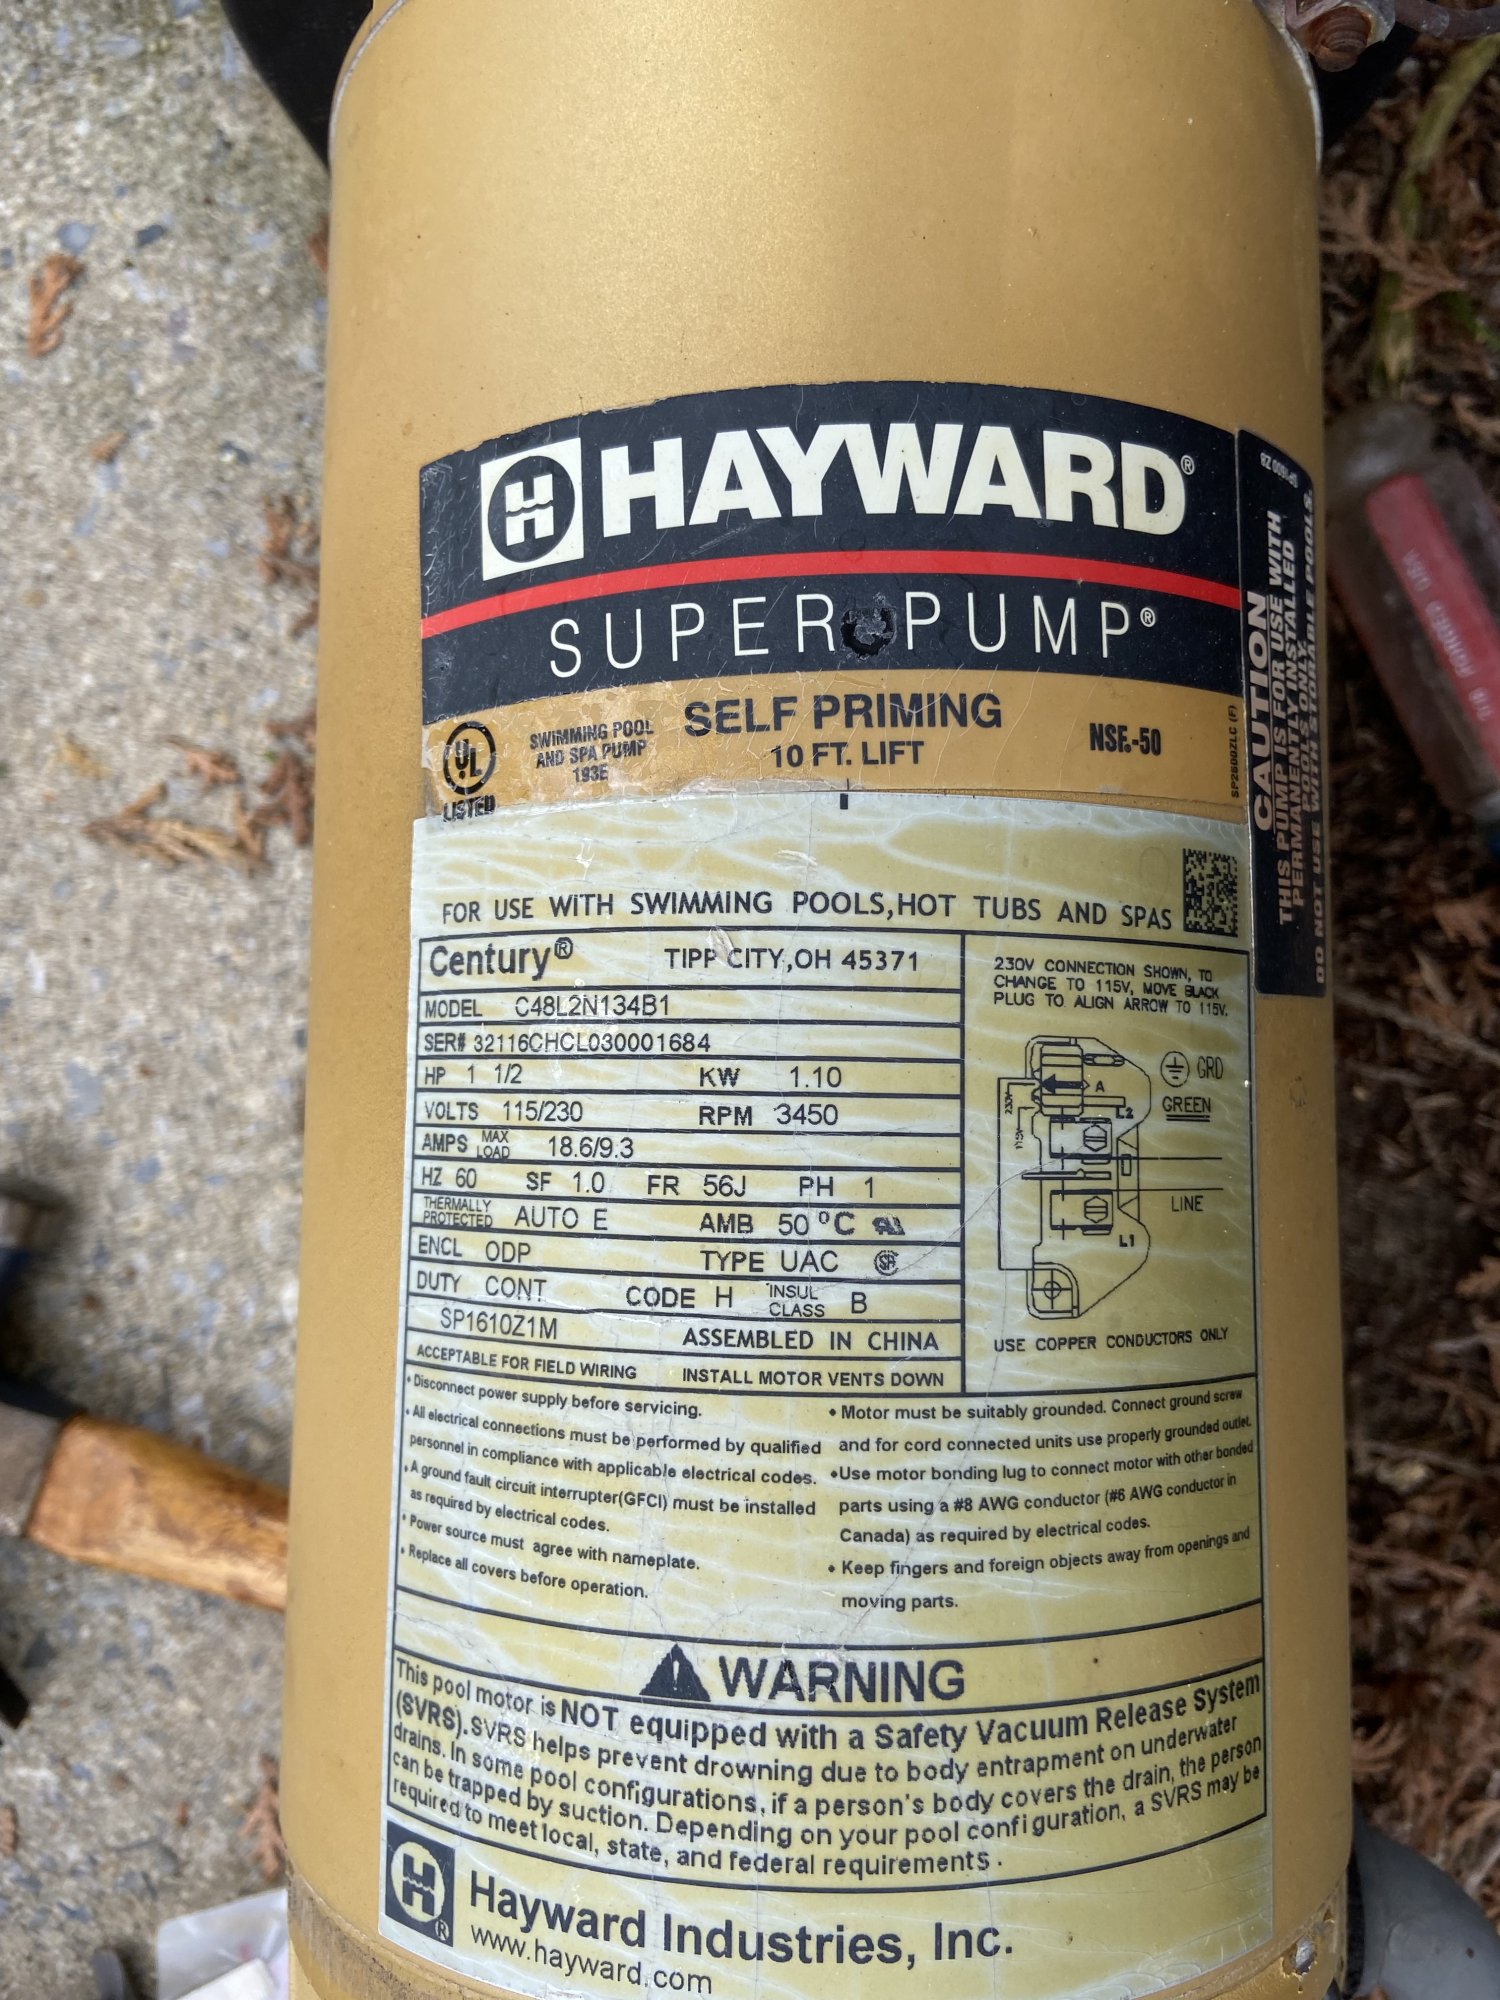 H HAYWARD®
SUPER PUMP®
UL
LISTED
SWIMMING POOL
AND SPA PUMP
193E
SELF PRIMING
10 FT. LIFT
NSF®-50
SP2600ZLC (F)
SP1600 Z8
CAUTION
THIS PUMP IS FOR USE WITH
PERMANENTLY INSTALLED
POOLS ONLY.
DO NOT USE WITH STORABLE POOLS.
FOR USE WITH SWIMMING POOLS,HOT TUBS AND SPAS
Century® TIPP CITY,OH 45371
MODEL C48L2N134B1
SER# 32116CHCL030001684
HP 1 1/2 KW 1.10
VOLTS 115/230 RPM 3450
AMPS MAX LOAD 18.6/9.3
HZ 60 SF 1.0 FR 56J PH 1
THERMALLY PROTECTED AUTO E AMB 50 °C
ENCL ODP TYPE UAC
DUTY CONT CODE H INSUL CLASS B
SP1610Z1M ASSEMBLED IN CHINA
ACCEPTABLE FOR FIELD WIRING INSTALL MOTOR VENTS DOWN
230V CONNECTION SHOWN, TO
CHANGE TO 115V, MOVE BLACK
PLUG TO ALIGN ARROW TO 115V.
GRD
GREEN
A
230V
115V
L2
LINE
L1
USE COPPER CONDUCTORS ONLY
• Disconnect power supply before servicing.
• All electrical connections must be performed by qualified
personnel in compliance with applicable electrical codes.
• A ground fault circuit interrupter(GFCI) must be installed
as required by electrical codes.
• Power source must agree with nameplate.
• Replace all covers before operation.
• Motor must be suitably grounded. Connect ground screw
and for cord connected units use properly grounded outlet.
• Use motor bonding lug to connect motor with other bonded
parts using a #8 AWG conductor (#6 AWG conductor in
Canada) as required by electrical codes.
• Keep fingers and foreign objects away from openings and
moving parts.
WARNING
This pool motor is NOT equipped with a Safety Vacuum Release System
(SVRS).SVRS helps prevent drowning due to body entrapment on underwater
drains. In some pool configurations, if a person's body covers the drain, the person
can be trapped by suction. Depending on your pool configuration, a SVRS may be
required to meet local, state, and federal requirements.
H® Hayward Industries, Inc.
www.hayward.com